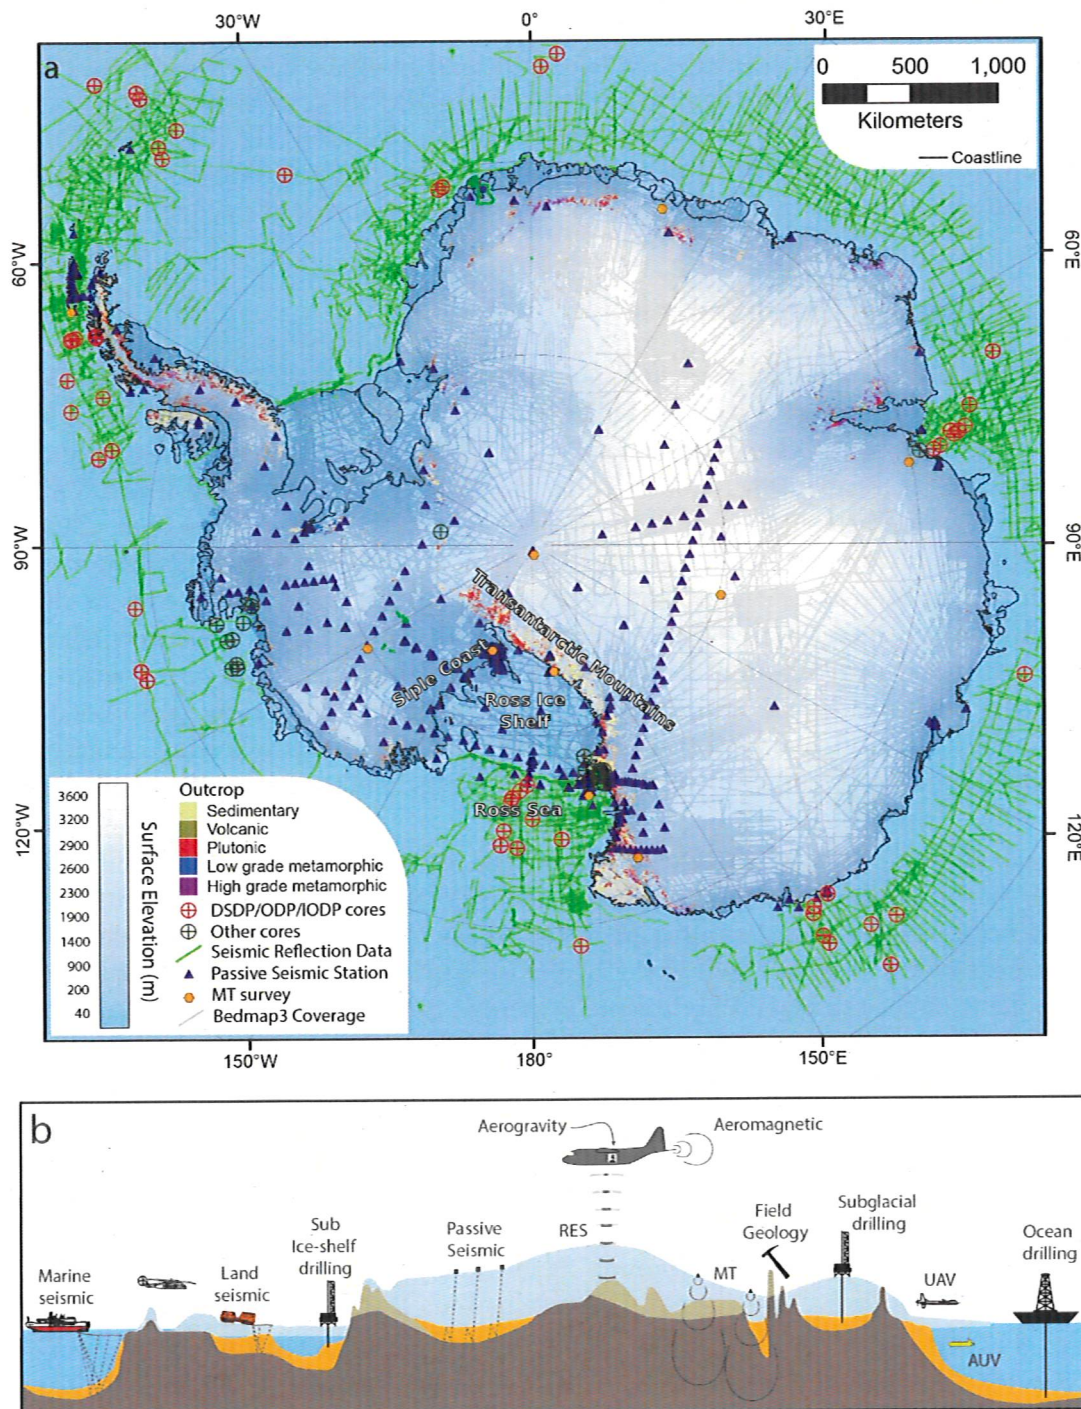 30°W
0°
30°E
a
0 500 1,000
Kilometers
Coastline
60°W
60°E
90°W
90°E
Transantarctic Mountains
Siple Coast
Ross Ice
Shelf
Ross Sea
120°W
120°E
3600
3200
2900
2600
2300
1900
1400
900
200
40
Surface Elevation (m)
Outcrop
Sedimentary
Volcanic
Plutonic
Low grade metamorphic
High grade metamorphic
DSDP/ODP/IODP cores
Other cores
Seismic Reflection Data
Passive Seismic Station
MT survey
Bedmap3 Coverage
150°W
180°
150°E
b
Aerogravity
Aeromagnetic
Marine
seismic
Land
seismic
Sub
Ice-shelf
drilling
Passive
Seismic
RES
MT
Field
Geology
Subglacial
drilling
UAV
AUV
Ocean
drilling